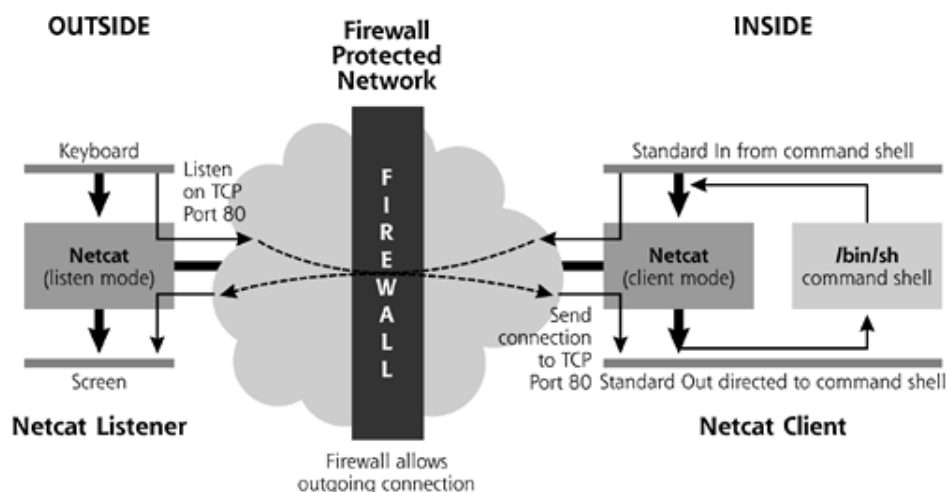 OUTSIDE
Firewall
Protected
Network
INSIDE
Keyboard
Listen
on TCP
Port 80
Standard In from command shell
FIREWALL
Netcat
(listen mode)
Netcat
(client mode)
/bin/sh
command shell
Send
connection
to TCP
Port 80
Screen
Standard Out directed to command shell
Netcat Listener
Netcat Client
Firewall allows
outgoing connection